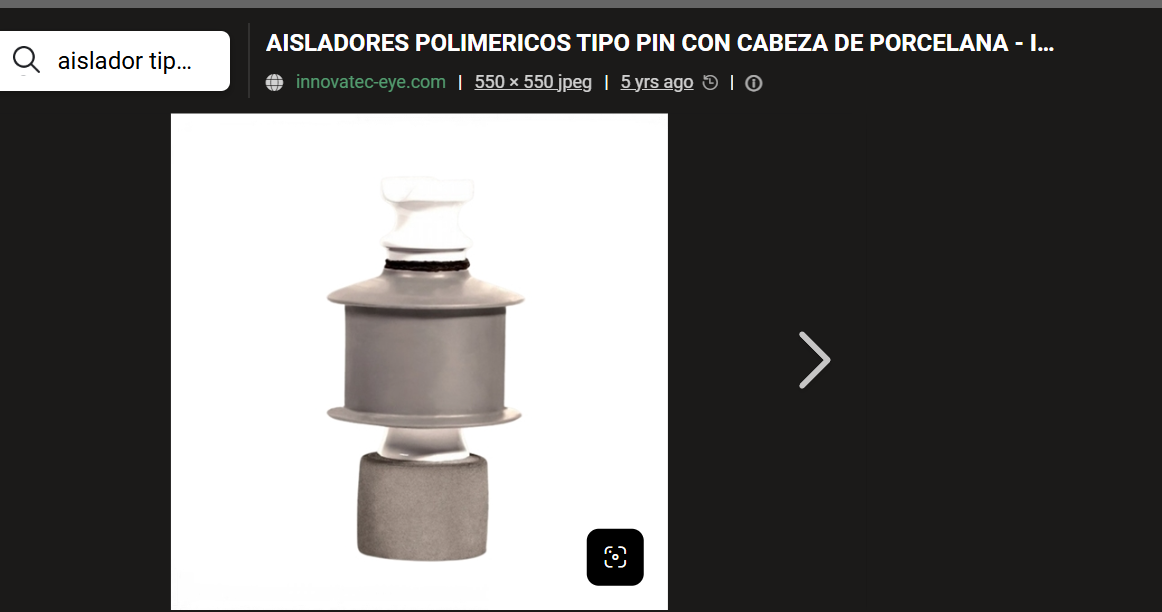 aislador tip...
AISLADORES POLIMERICOS TIPO PIN CON CABEZA DE PORCELANA - I...
innovatec-eye.com | 550 × 550 jpeg | 5 yrs ago |